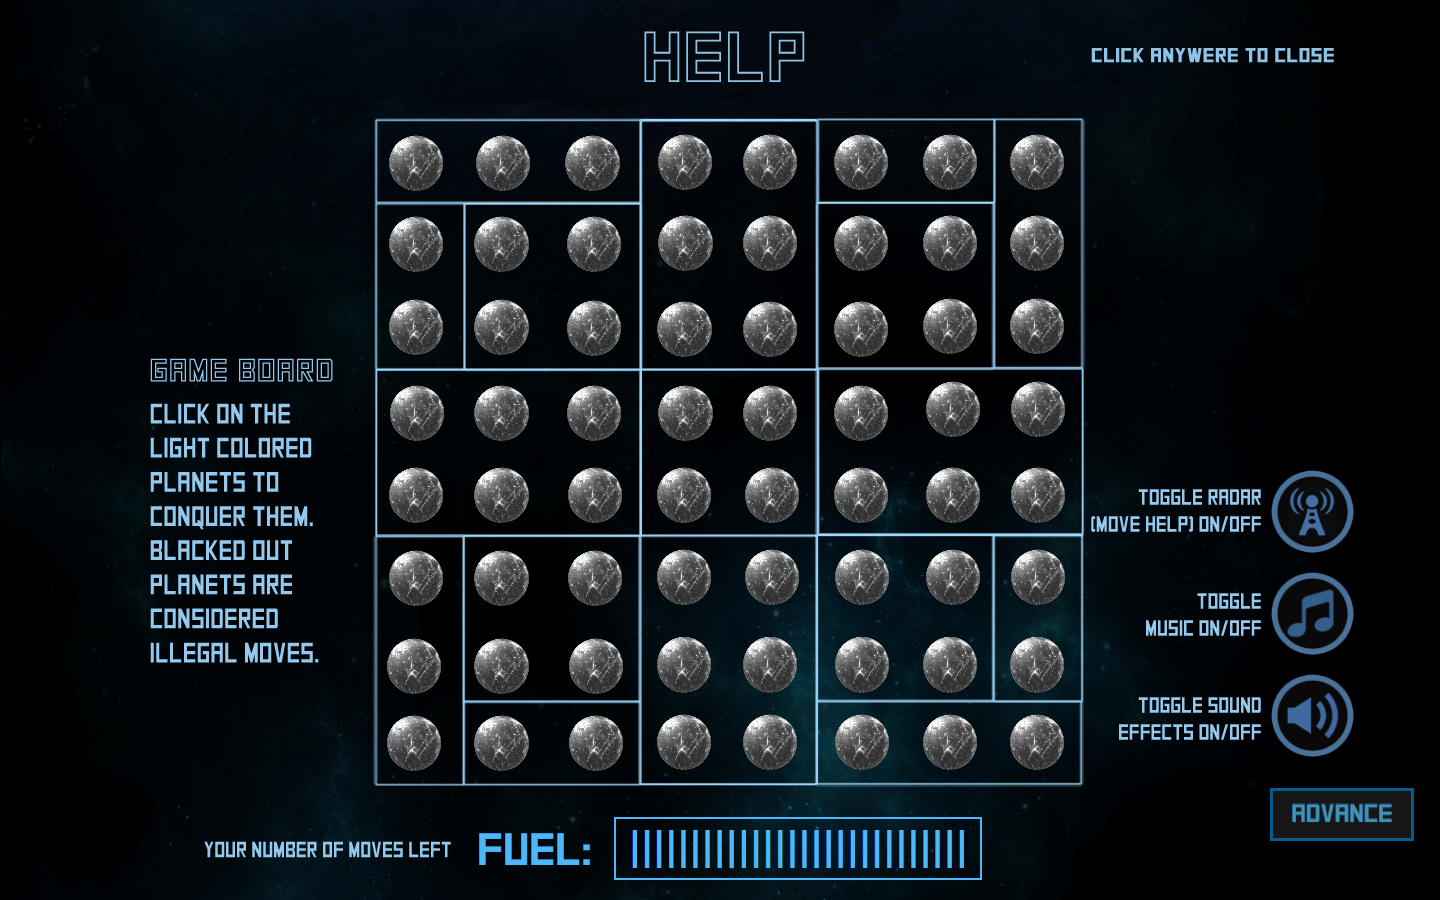 HELP
CLICK ANYWERE TO CLOSE
GAME BOARD
CLICK ON THE
LIGHT COLORED
PLANETS TO
CONQUER THEM.
BLACKED OUT
PLANETS ARE
CONSIDERED
ILLEGAL MOVES.
TOGGLE RADAR
(MOVE HELP) ON/OFF
TOGGLE
MUSIC ON/OFF
TOGGLE SOUND
EFFECTS ON/OFF
ADVANCE
YOUR NUMBER OF MOVES LEFT
FUEL: